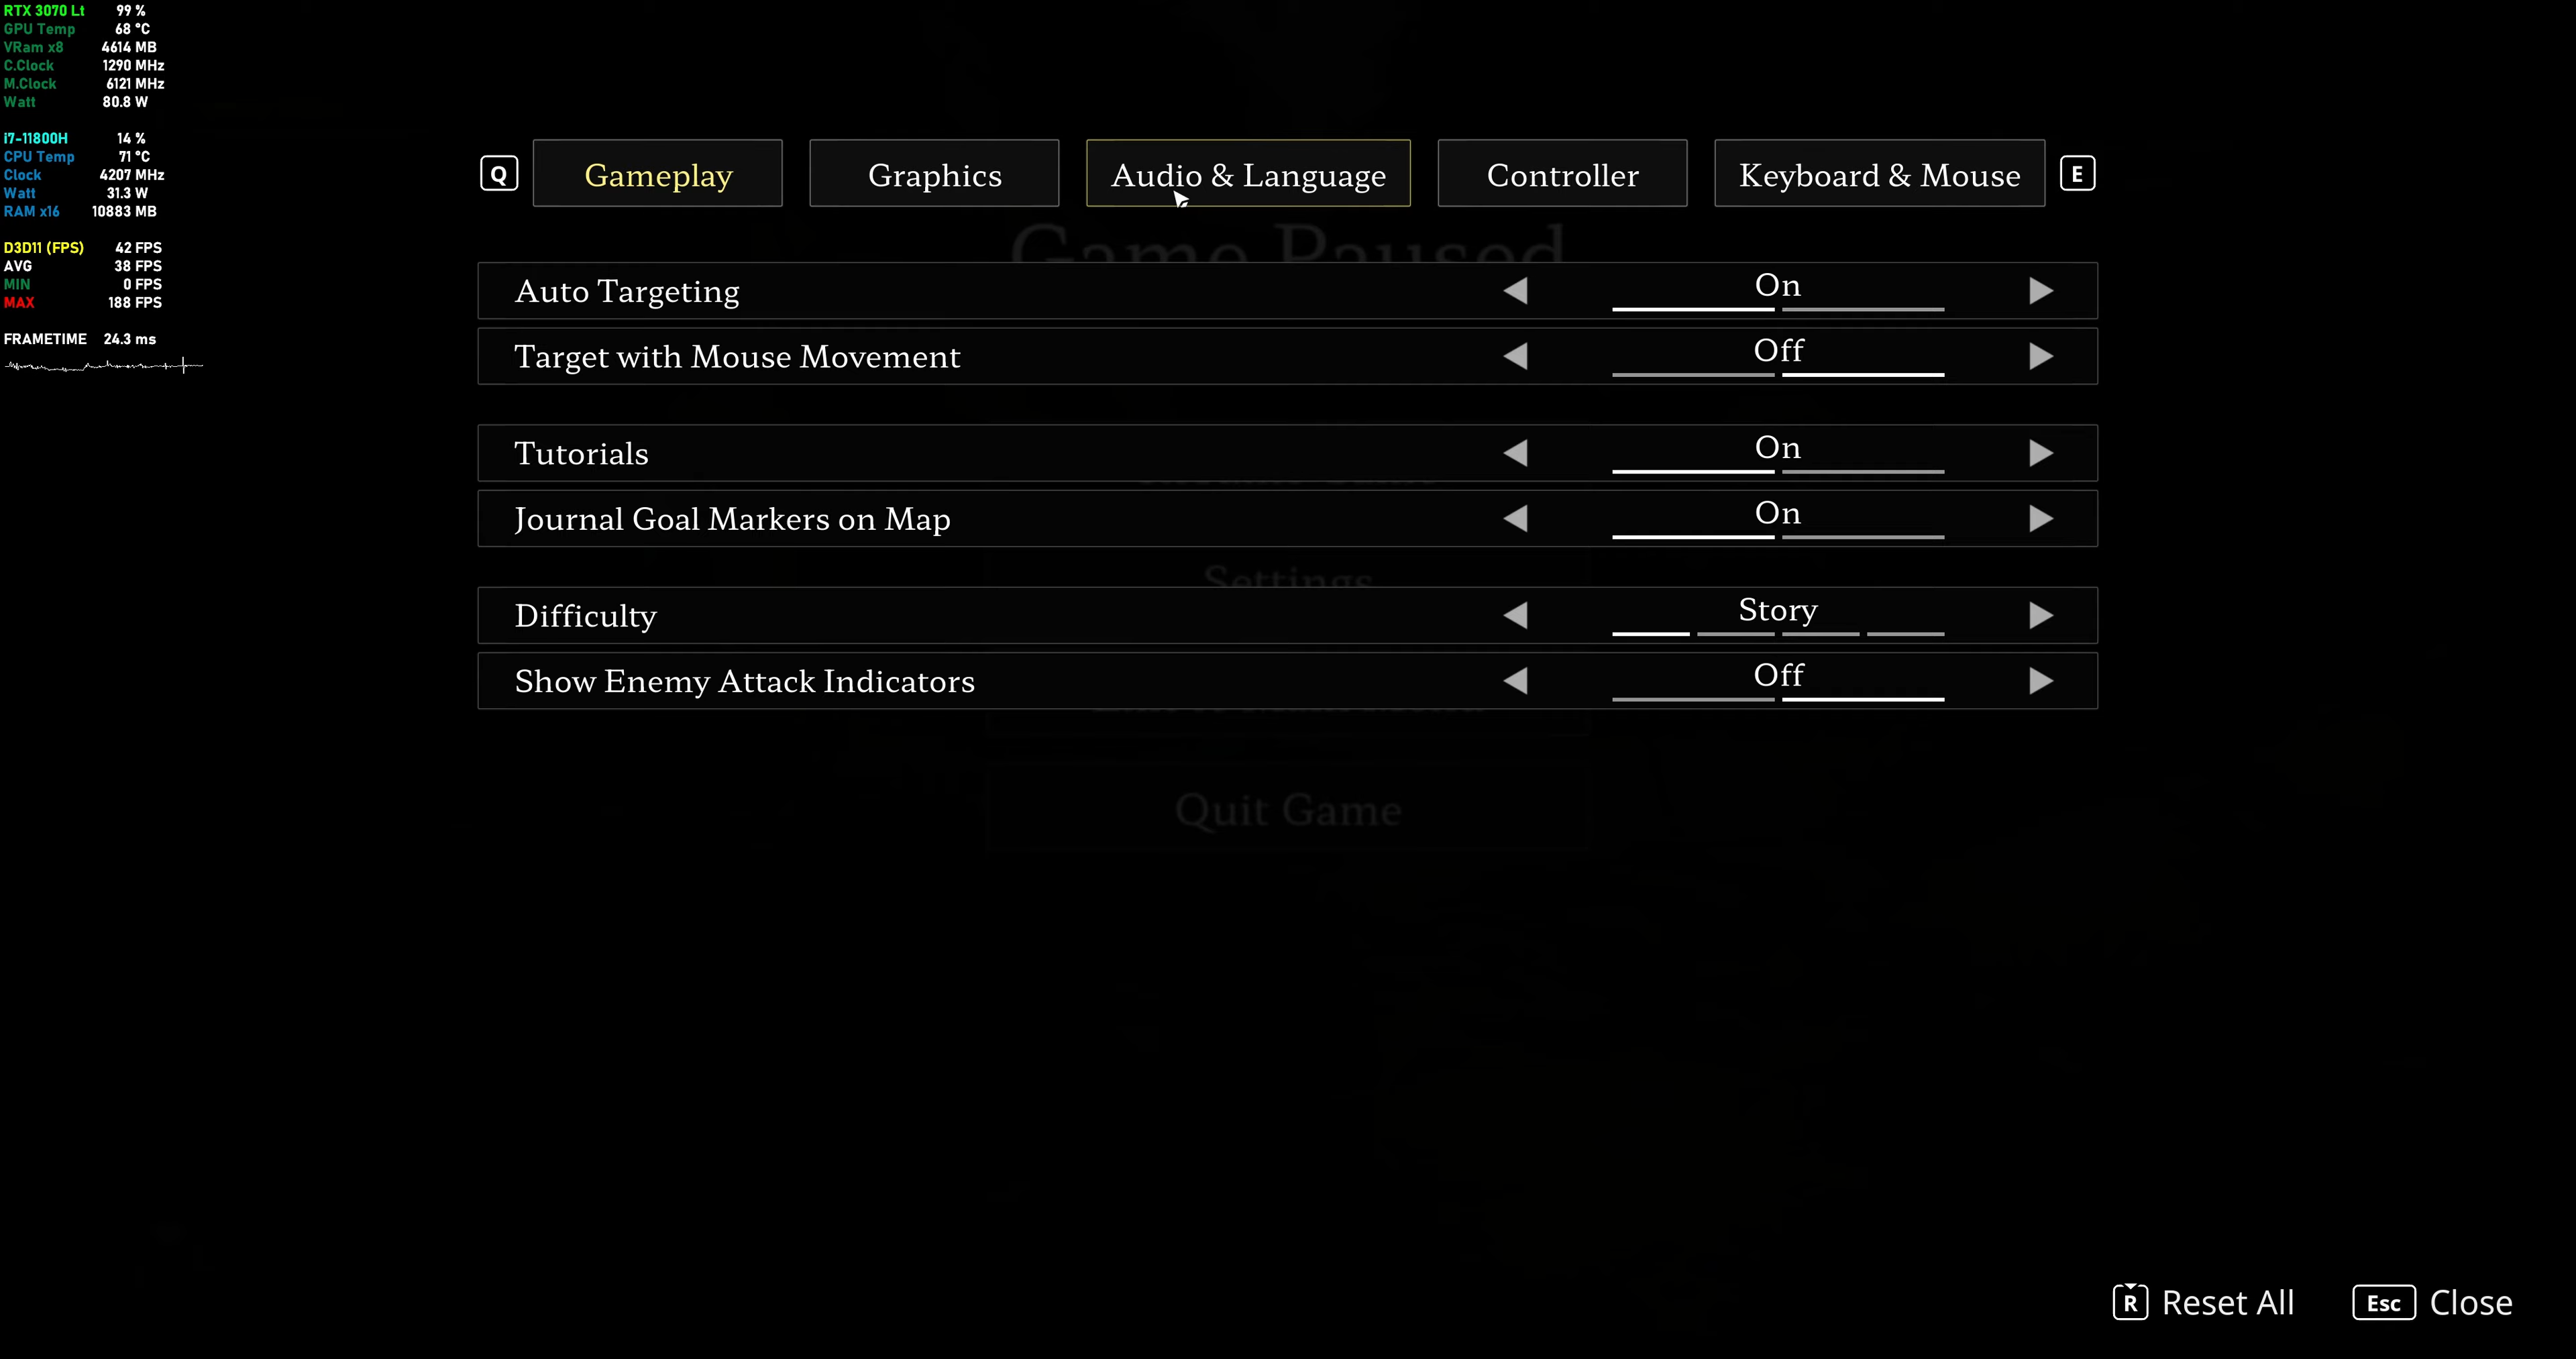 RTX 3070 Lt 99 %
GPU Temp 68 °C
VRam x8 4614 MB
C.Clock 1290 MHz
M.Clock 6121 MHz
Watt 80.8 W
i7-11800H 14 %
CPU Temp 71 °C
Clock 4207 MHz
Watt 31.3 W
RAM x16 10883 MB
D3D11 (FPS) 42 FPS
AVG 38 FPS
MIN 0 FPS
MAX 188 FPS
FRAMETIME 24.3 ms
Q Gameplay Graphics Audio & Language Controller Keyboard & Mouse E
Game Paused
Auto Targeting On
Target with Mouse Movement Off
Tutorials On
Journal Goal Markers on Map On
Settings
Difficulty Story
Show Enemy Attack Indicators Off
Quit Game
R Reset All Esc Close